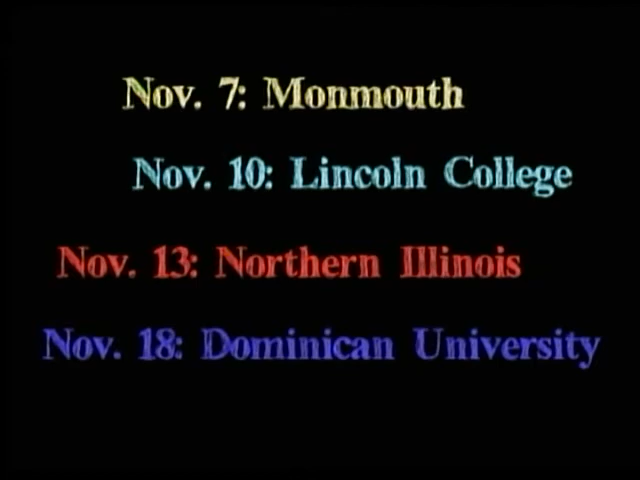 Nov. 7: Monmouth
Nov. 10: Lincoln College
Nov. 13: Northern Illinois
Nov. 18: Dominican University